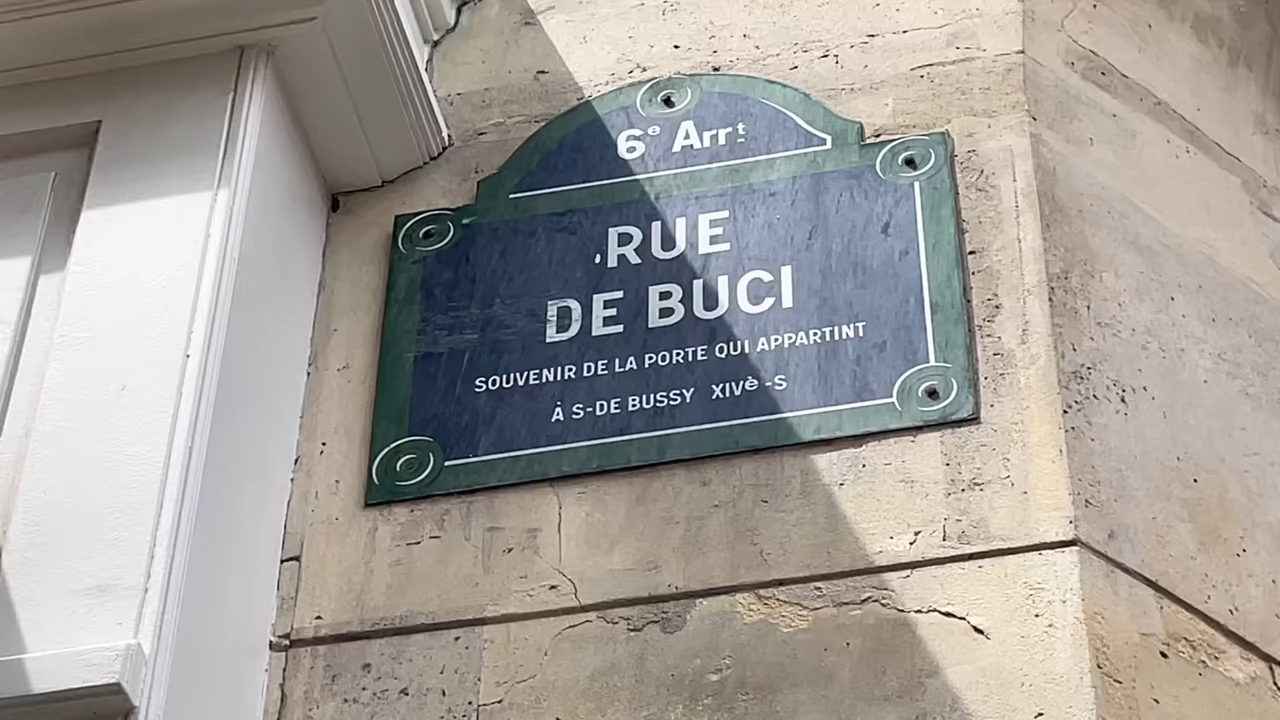 6e Arrt
RUE
DE BUCI
SOUVENIR DE LA PORTE QUI APPARTINT
À S-DE BUSSY XIVè-S